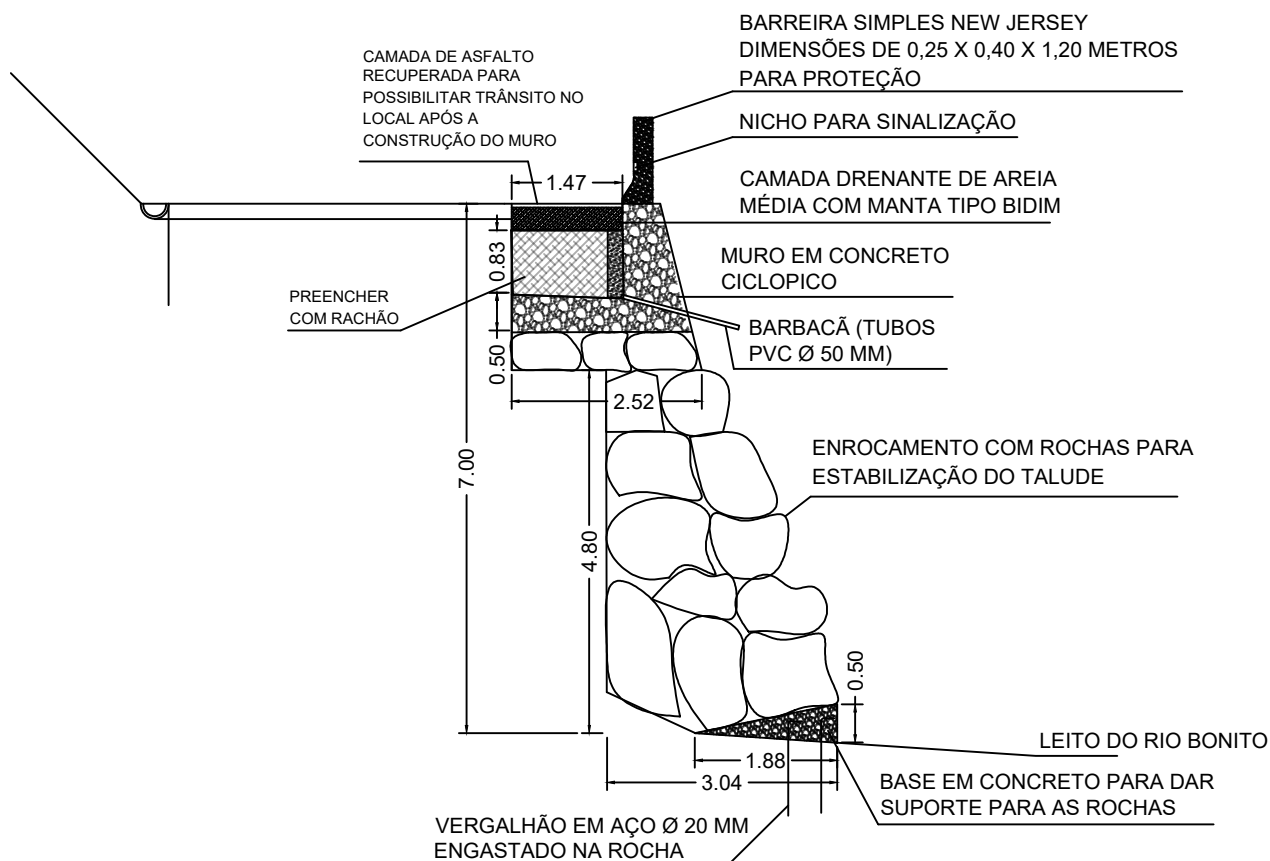 BARREIRA SIMPLES NEW JERSEY
DIMENSÕES DE 0,25 X 0,40 X 1,20 METROS
PARA PROTEÇÃO
CAMADA DE ASFALTO
RECUPERADA PARA
POSSIBILITAR TRÂNSITO NO
LOCAL APÓS A
CONSTRUÇÃO DO MURO
NICHO PARA SINALIZAÇÃO
CAMADA DRENANTE DE AREIA
MÉDIA COM MANTA TIPO BIDIM
1.47
0.83
MURO EM CONCRETO
CICLOPICO
PREENCHER
COM RACHÃO
BARBACÃ (TUBOS
PVC Ø 50 MM)
0.50
2.52
7.00
4.80
ENROCAMENTO COM ROCHAS PARA
ESTABILIZAÇÃO DO TALUDE
0.50
LEITO DO RIO BONITO
1.88
3.04
BASE EM CONCRETO PARA DAR
SUPORTE PARA AS ROCHAS
VERGALHÃO EM AÇO Ø 20 MM
ENGASTADO NA ROCHA